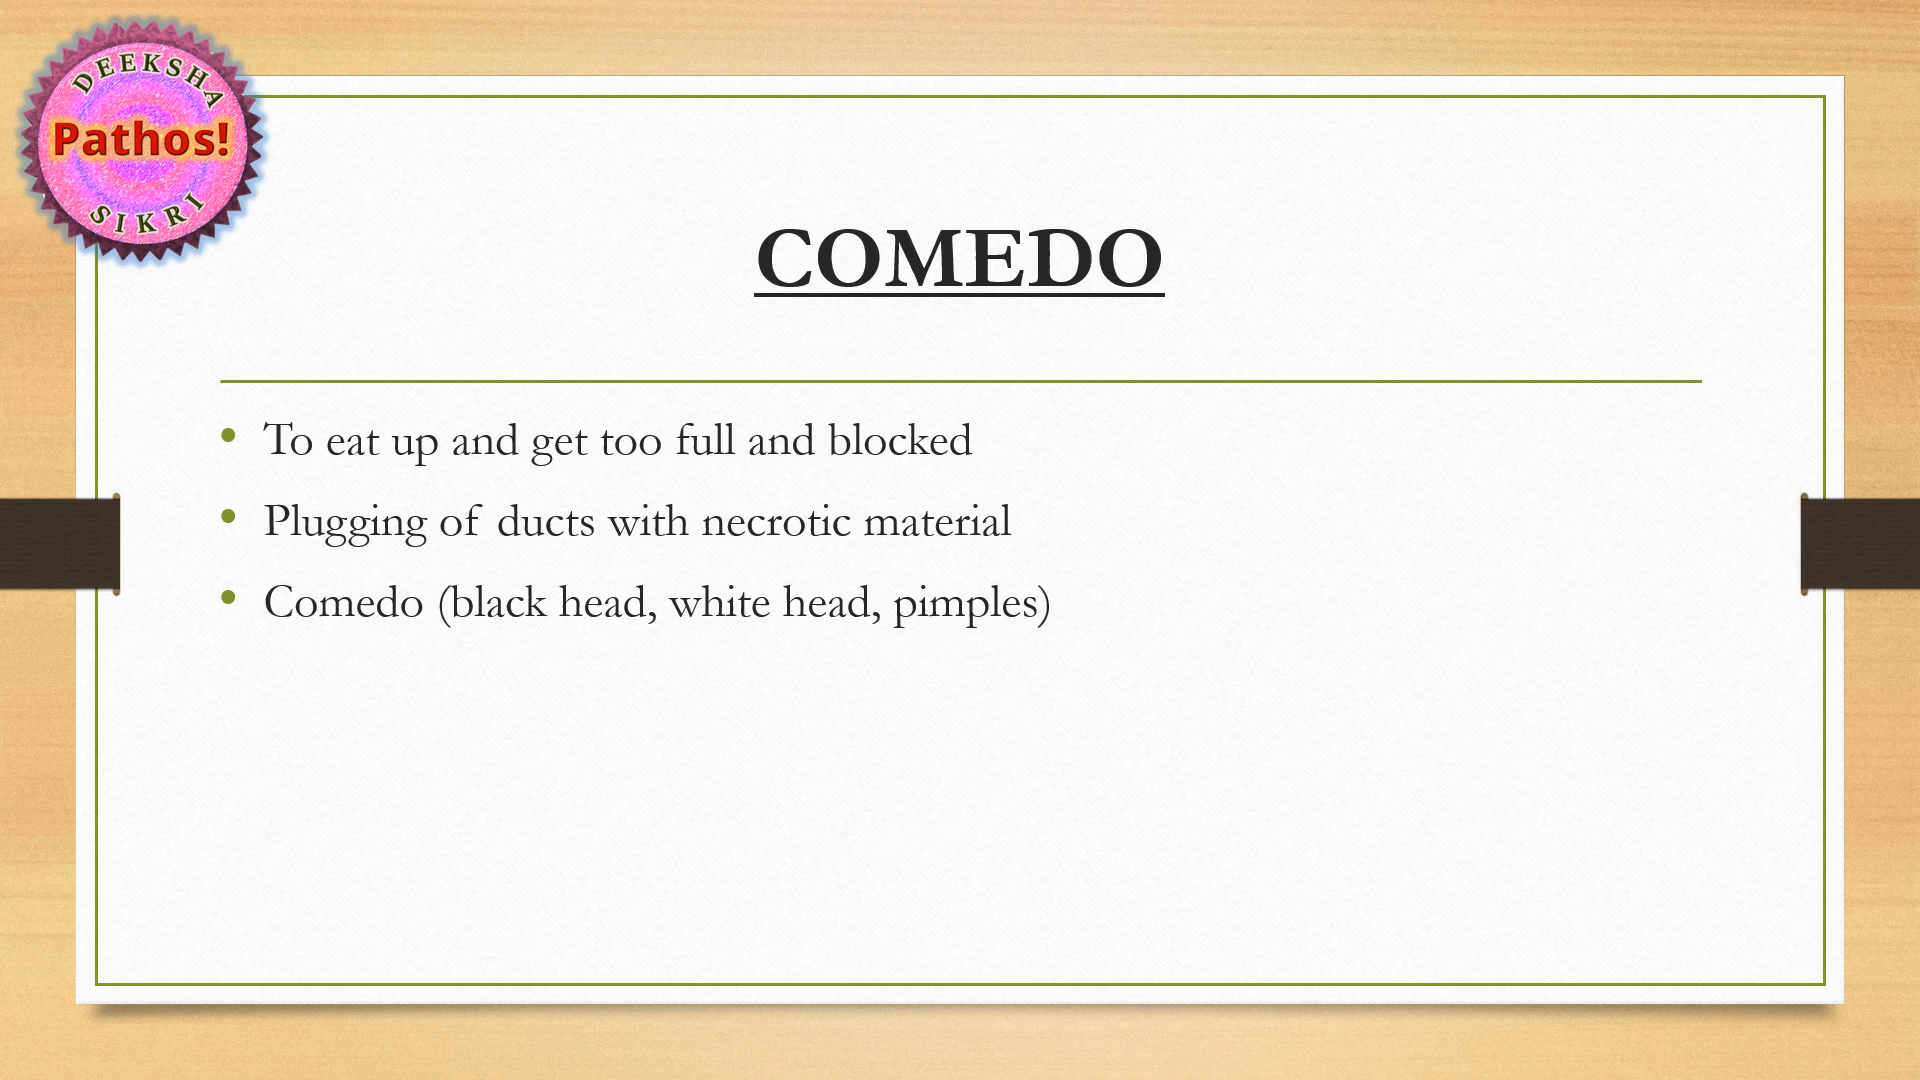 DEEKSHA
Pathos!
SIKRI
COMEDO
• To eat up and get too full and blocked
• Plugging of ducts with necrotic material
• Comedo (black head, white head, pimples)